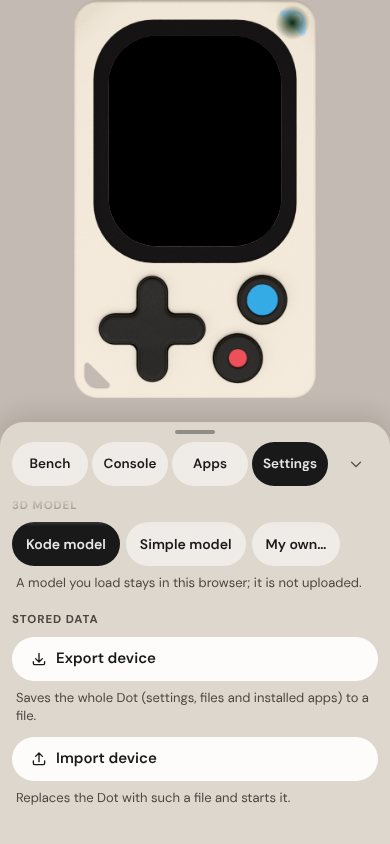 Bench
Console
Apps
Settings
3D MODEL
Kode model
Simple model
My own...
A model you load stays in this browser; it is not uploaded.
STORED DATA
Export device
Saves the whole Dot (settings, files and installed apps) to a
file.
Import device
Replaces the Dot with such a file and starts it.